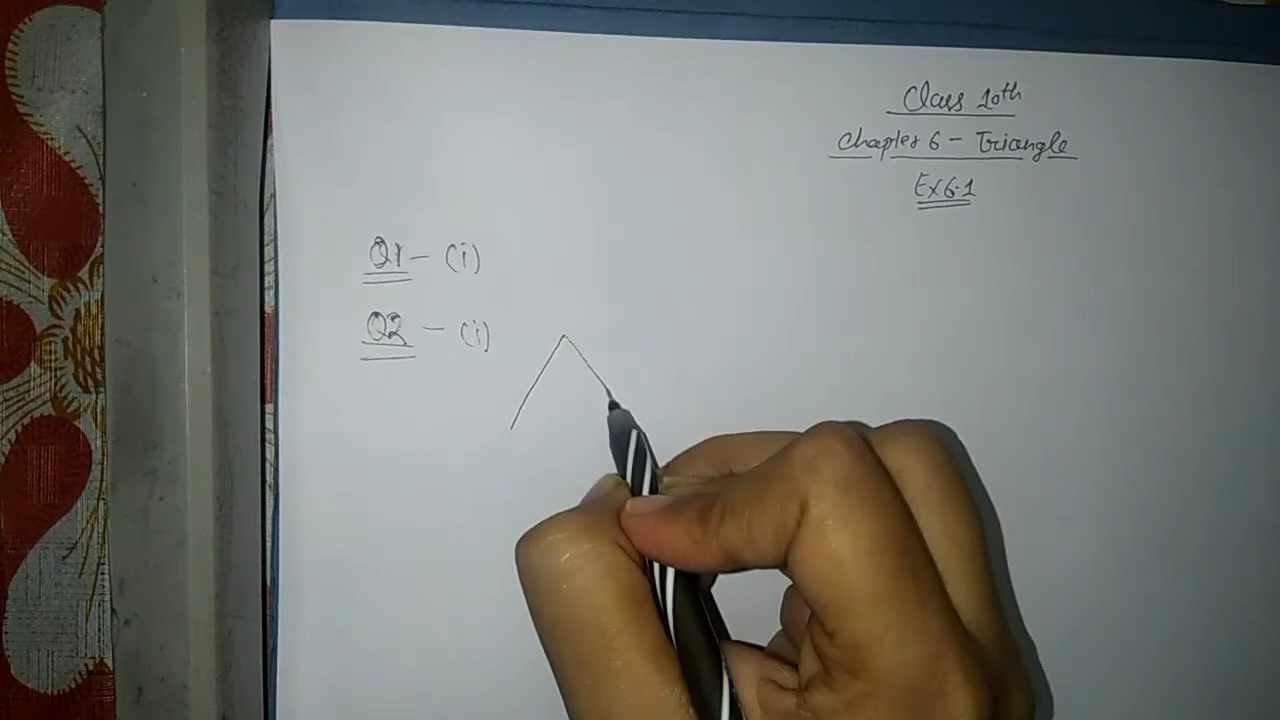 Class 10th
Chapter 6 - Triangle
Ex 6.1
Q1 - (i)
Q2 - (i)